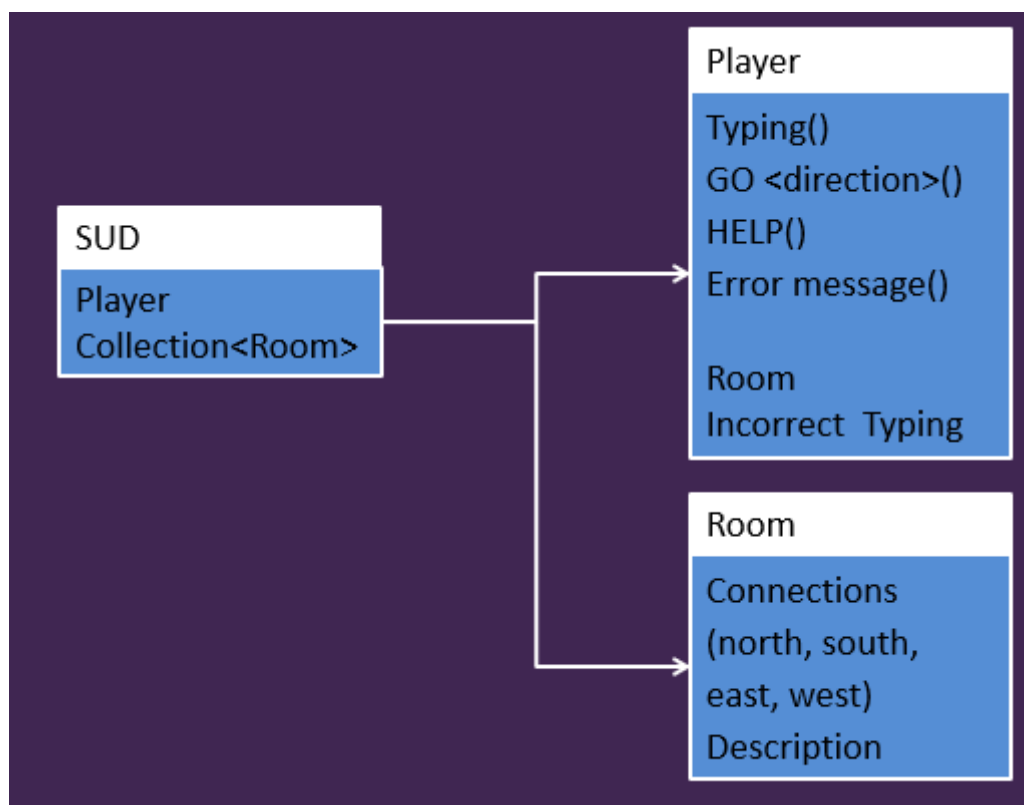 SUD
Player
Collection<Room>
Player
Typing()
GO <direction>()
HELP()
Error message()
Room
Incorrect Typing
Room
Connections
(north, south,
east, west)
Description